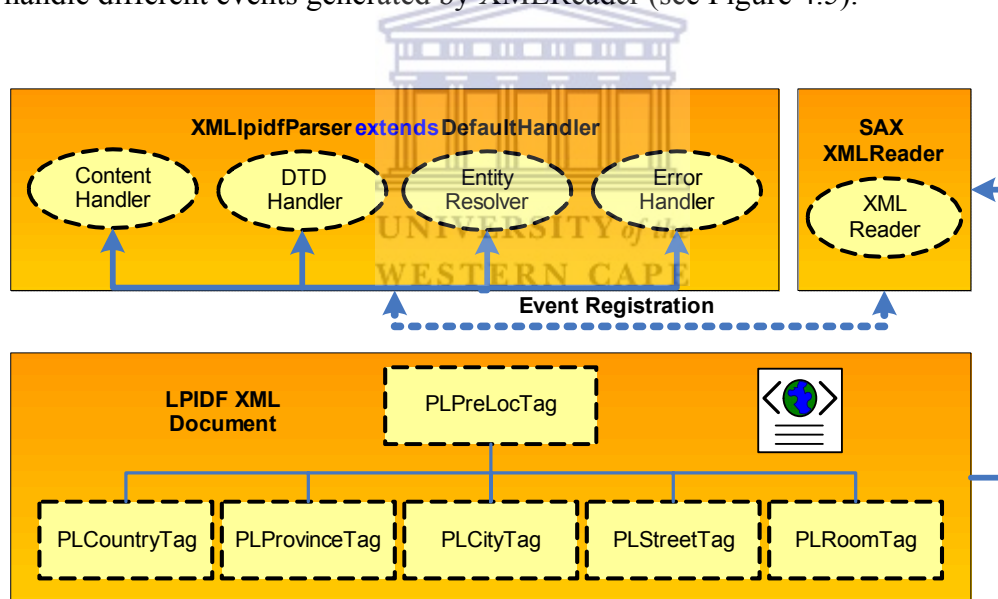 handle different events generated by XMLReader (see Figure 4.5).
XMLlpidfParser extends DefaultHandler
Content
Handler
DTD
Handler
Entity
Resolver
Error
Handler
SAX
XMLReader
XML
Reader
UNIVERSITY of the
WESTERN CAPE
Event Registration
LPIDF XML
Document
PLPreLocTag
PLCountryTag
PLProvinceTag
PLCityTag
PLStreetTag
PLRoomTag